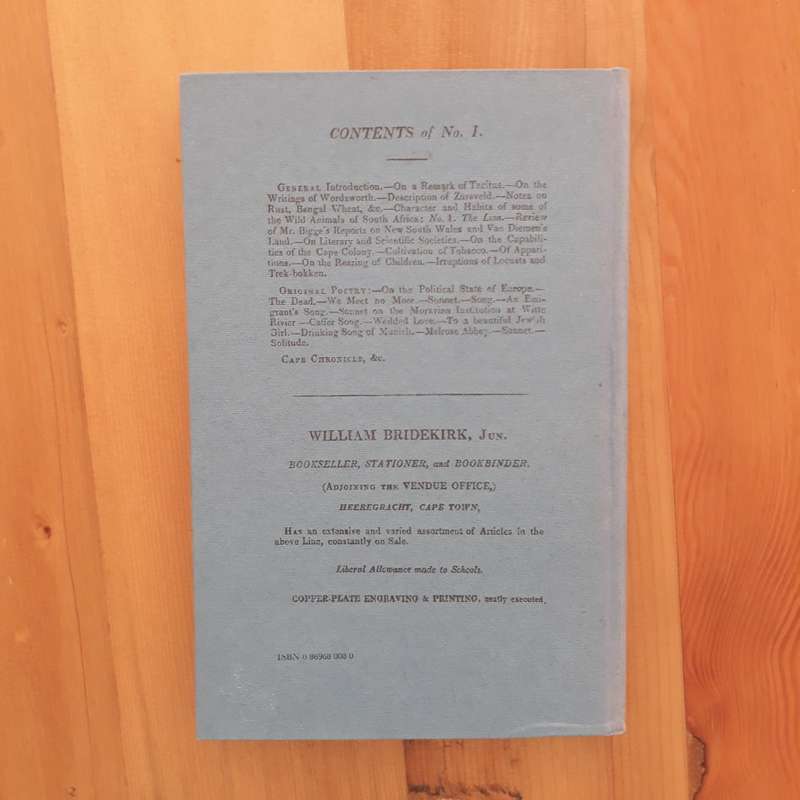 CONTENTS of No. 1.
GENERAL Introduction.—On a Remark of Tacitus.—On the
Writings of Wordsworth.—Description of Zureveld.—Notes on
Rust, Bengal Wheat, &c.—Character and Habits of some of
the Wild Animals of South Africa: No. 1. The Lion.—Review
of Mr. Bigge's Reports on New South Wales and Van Diemen's
Land.—On Literary and Scientific Societies.—On the Capabili-
ties of the Cape Colony.—Cultivation of Tobacco.—Of Appari-
tions.—On the Rearing of Children.—Irruptions of Locusts and
Trek-bokken.
ORIGINAL POETRY:—On the Political State of Europe.—
The Dead.—We Meet no More.—Sonnet.—Song.—An Emi-
grant's Song.—Sonnet on the Moravian Institution at Witte
Rivier.—Caffer Song.—Wedded Love.—To a beautiful Jewish
Girl.—Drinking Song of Munich.—Melrose Abbey.—Sonnet.—
Solitude.
CAPE CHRONICLE, &c.
WILLIAM BRIDEKIRK, JUN.
BOOKSELLER, STATIONER, and BOOKBINDER,
(ADJOINING THE VENDUE OFFICE,)
HEEREGRACHT, CAPE TOWN,
HAS an extensive and varied assortment of Articles in the
above Line, constantly on Sale.
Liberal Allowance made to Schools.
COPPER-PLATE ENGRAVING & PRINTING, neatly executed.
ISBN 0 86968 008 0